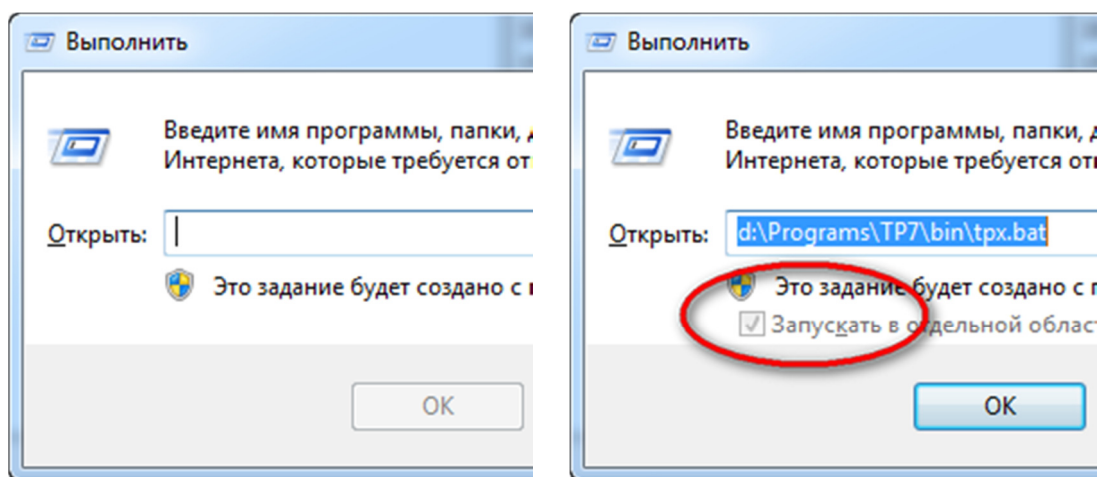 Выполнить
Введите имя программы, папки,
Интернета, которые требуется
Открыть:
Это задание будет создано с
OK
Выполнить
Введите имя программы, папки,
Интернета, которые требуется
Открыть: d:\Programs\TP7\bin\tpx.bat
Это задание будет создано с
Запускать в отдельной
OK